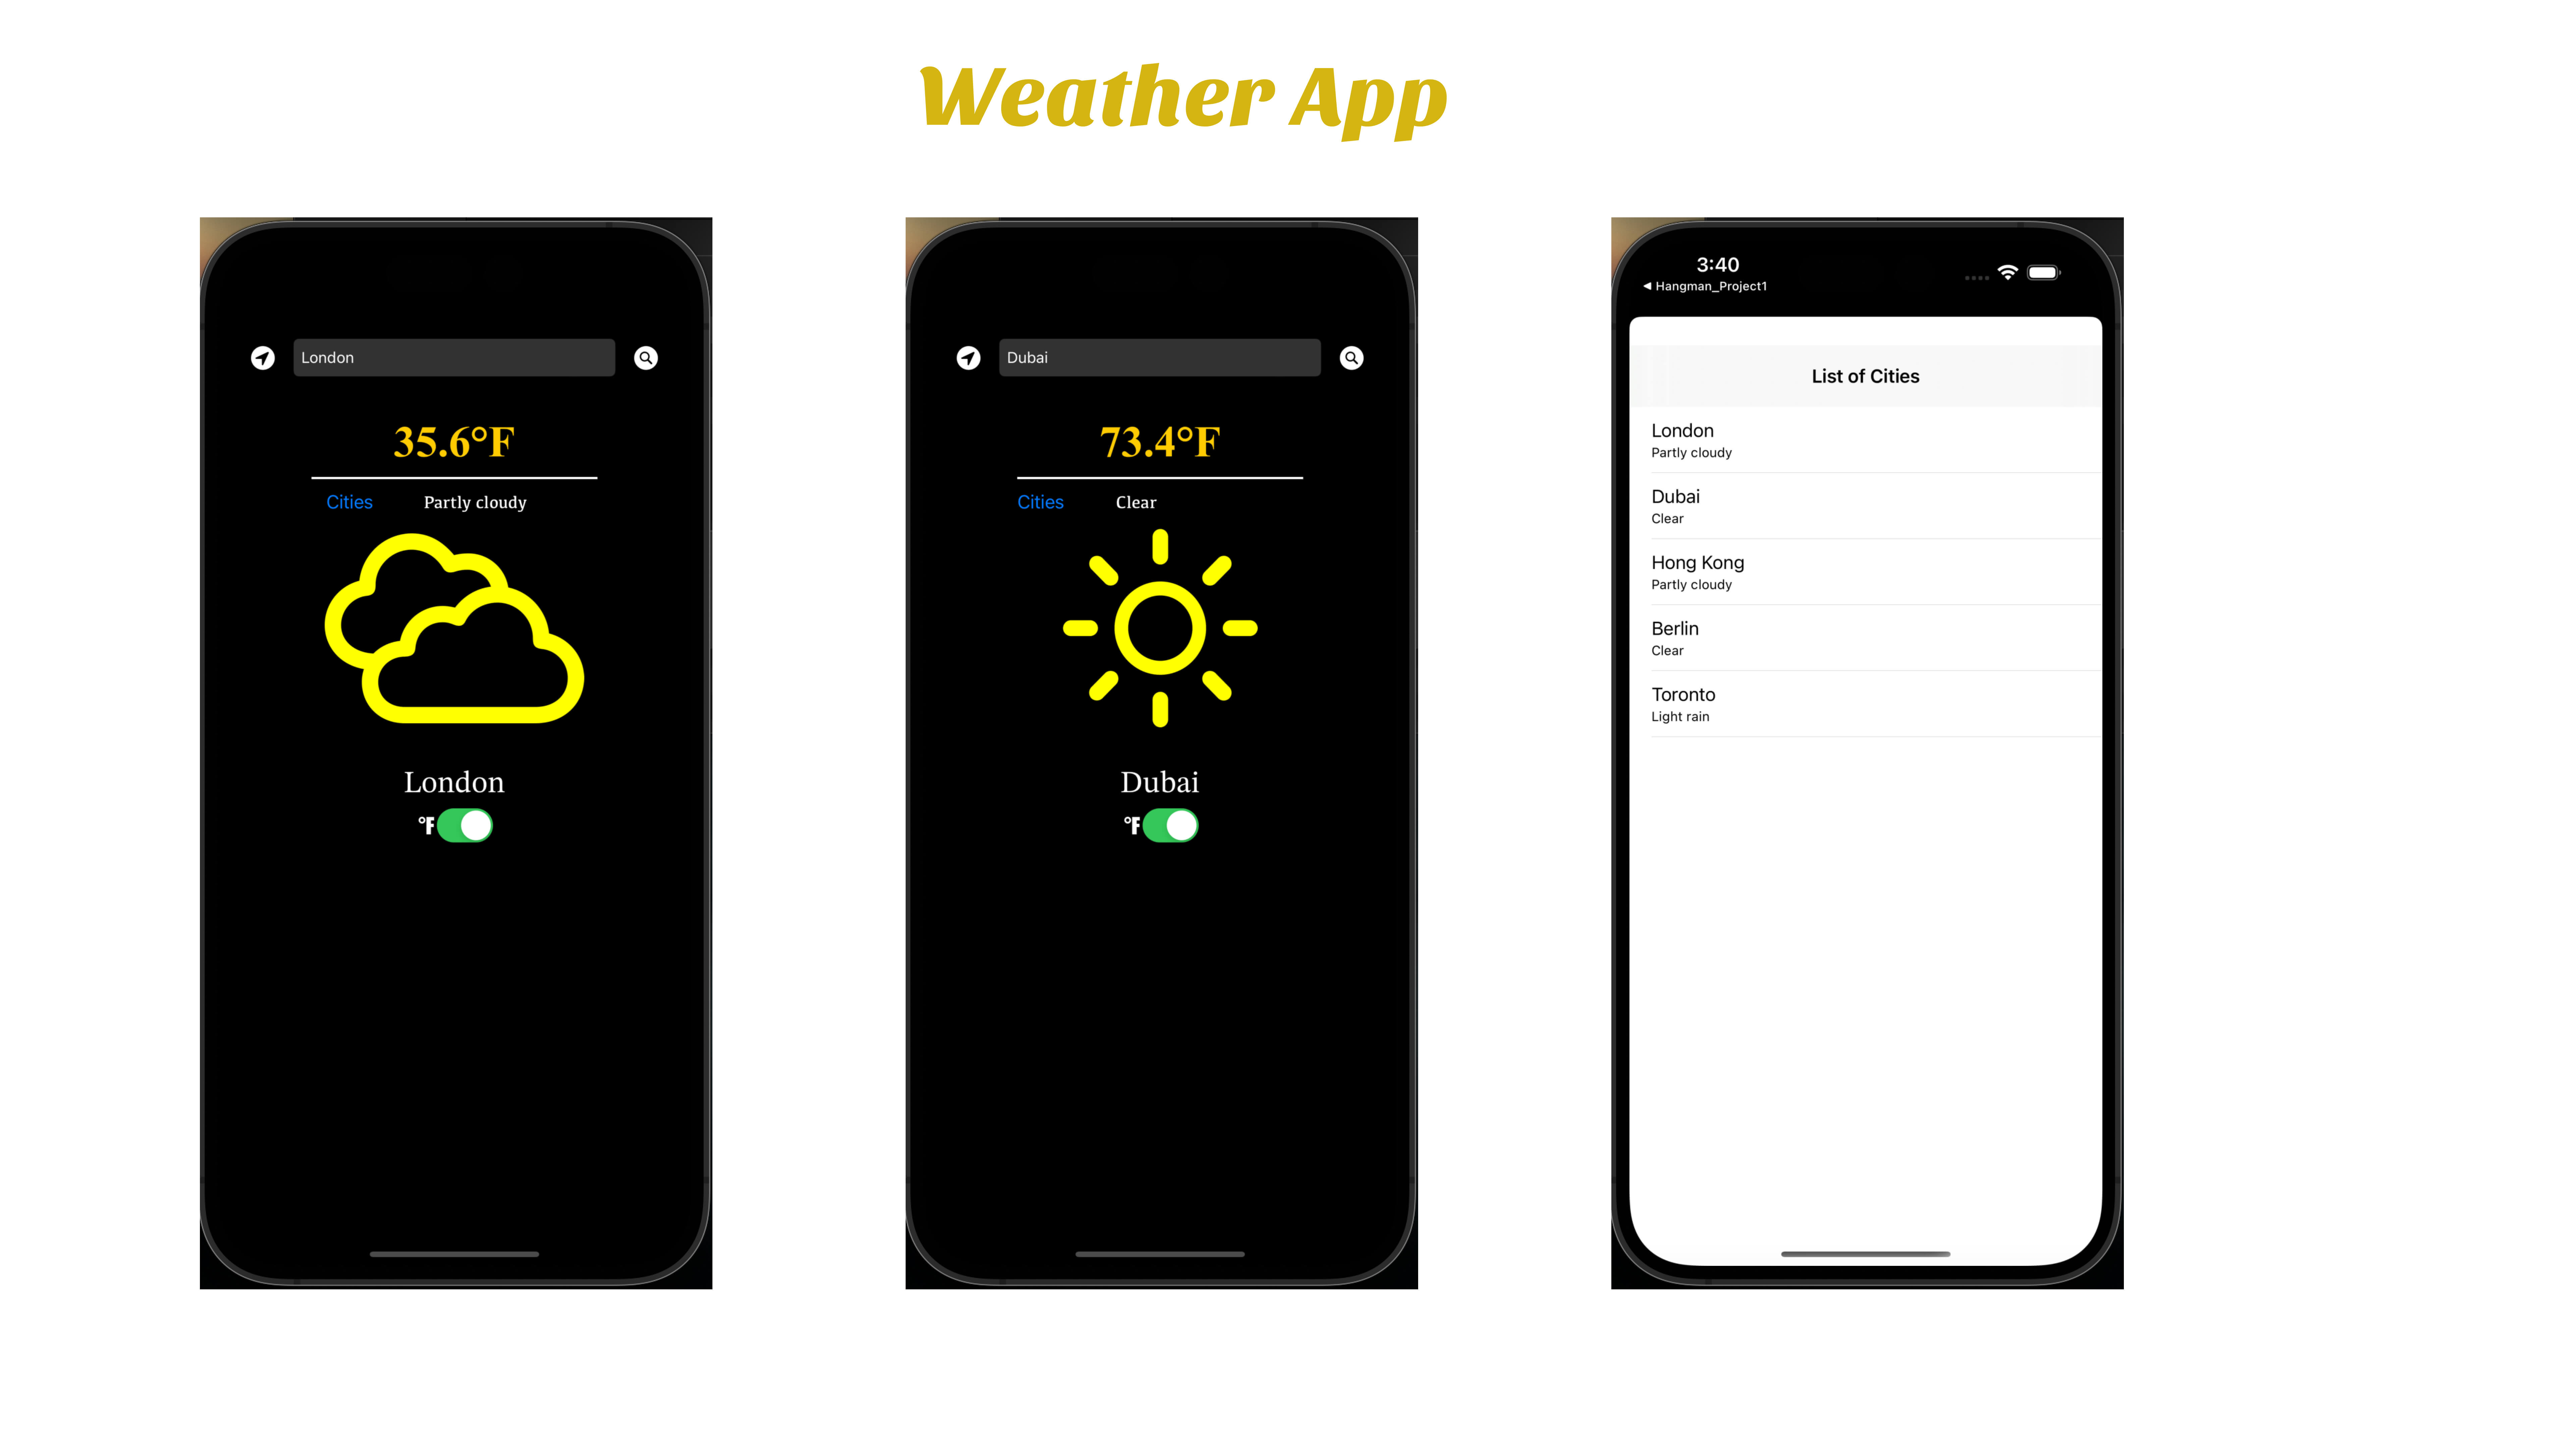 Weather App
London
35.6°F
Cities Partly cloudy
London
°F
Dubai
73.4°F
Cities Clear
Dubai
°F
3:40
◀ Hangman_Project1
List of Cities
London
Partly cloudy
Dubai
Clear
Hong Kong
Partly cloudy
Berlin
Clear
Toronto
Light rain